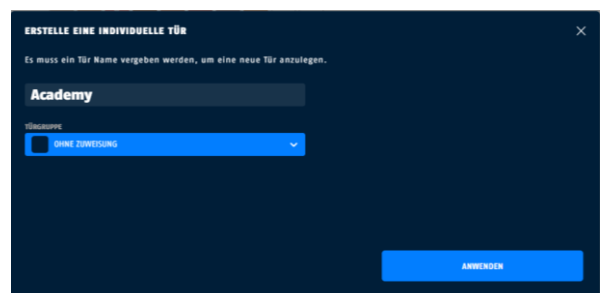 ERSTELLE EINE INDIVIDUELLE TÜR
Es muss ein Tür Name vergeben werden, um eine neue Tür anzulegen.
Academy
TÜRGRUPPE
OHNE ZUWEISUNG
ANWENDEN